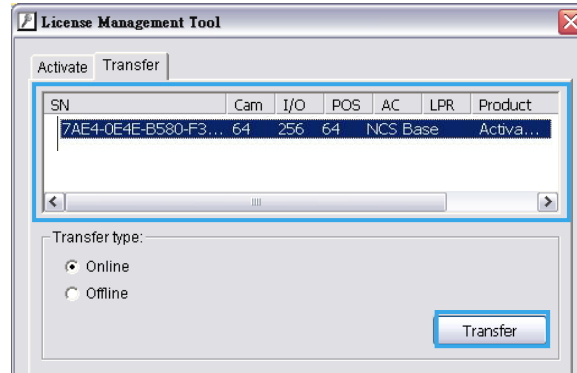 License Management Tool
Activate Transfer
SN Cam I/O POS AC LPR Product
7AE4-0E4E-B580-F3... 64 256 64 NCS Base Activa...
Transfer type:
Online
Offline
Transfer